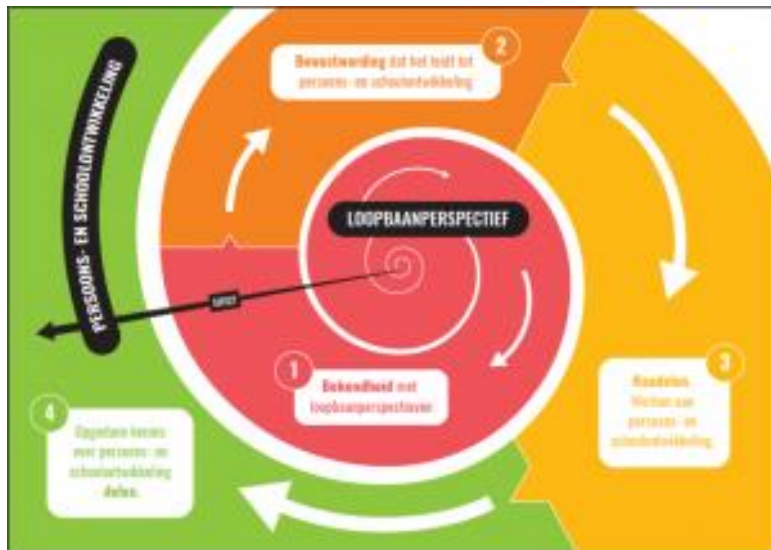 PERSOONS- EN SCHOOLONTWIKKELING
2
Bewustwording dat het leidt tot
persoons- en schoolontwikkeling
LOOPBAANPERSPECTIEF
1
Bekendheid met
loopbaanperspectieven
3
Handelen.
Werken aan
persoons- en
schoolontwikkeling
4
Opgedane kennis
over persoons- en
schoolontwikkeling
delen.